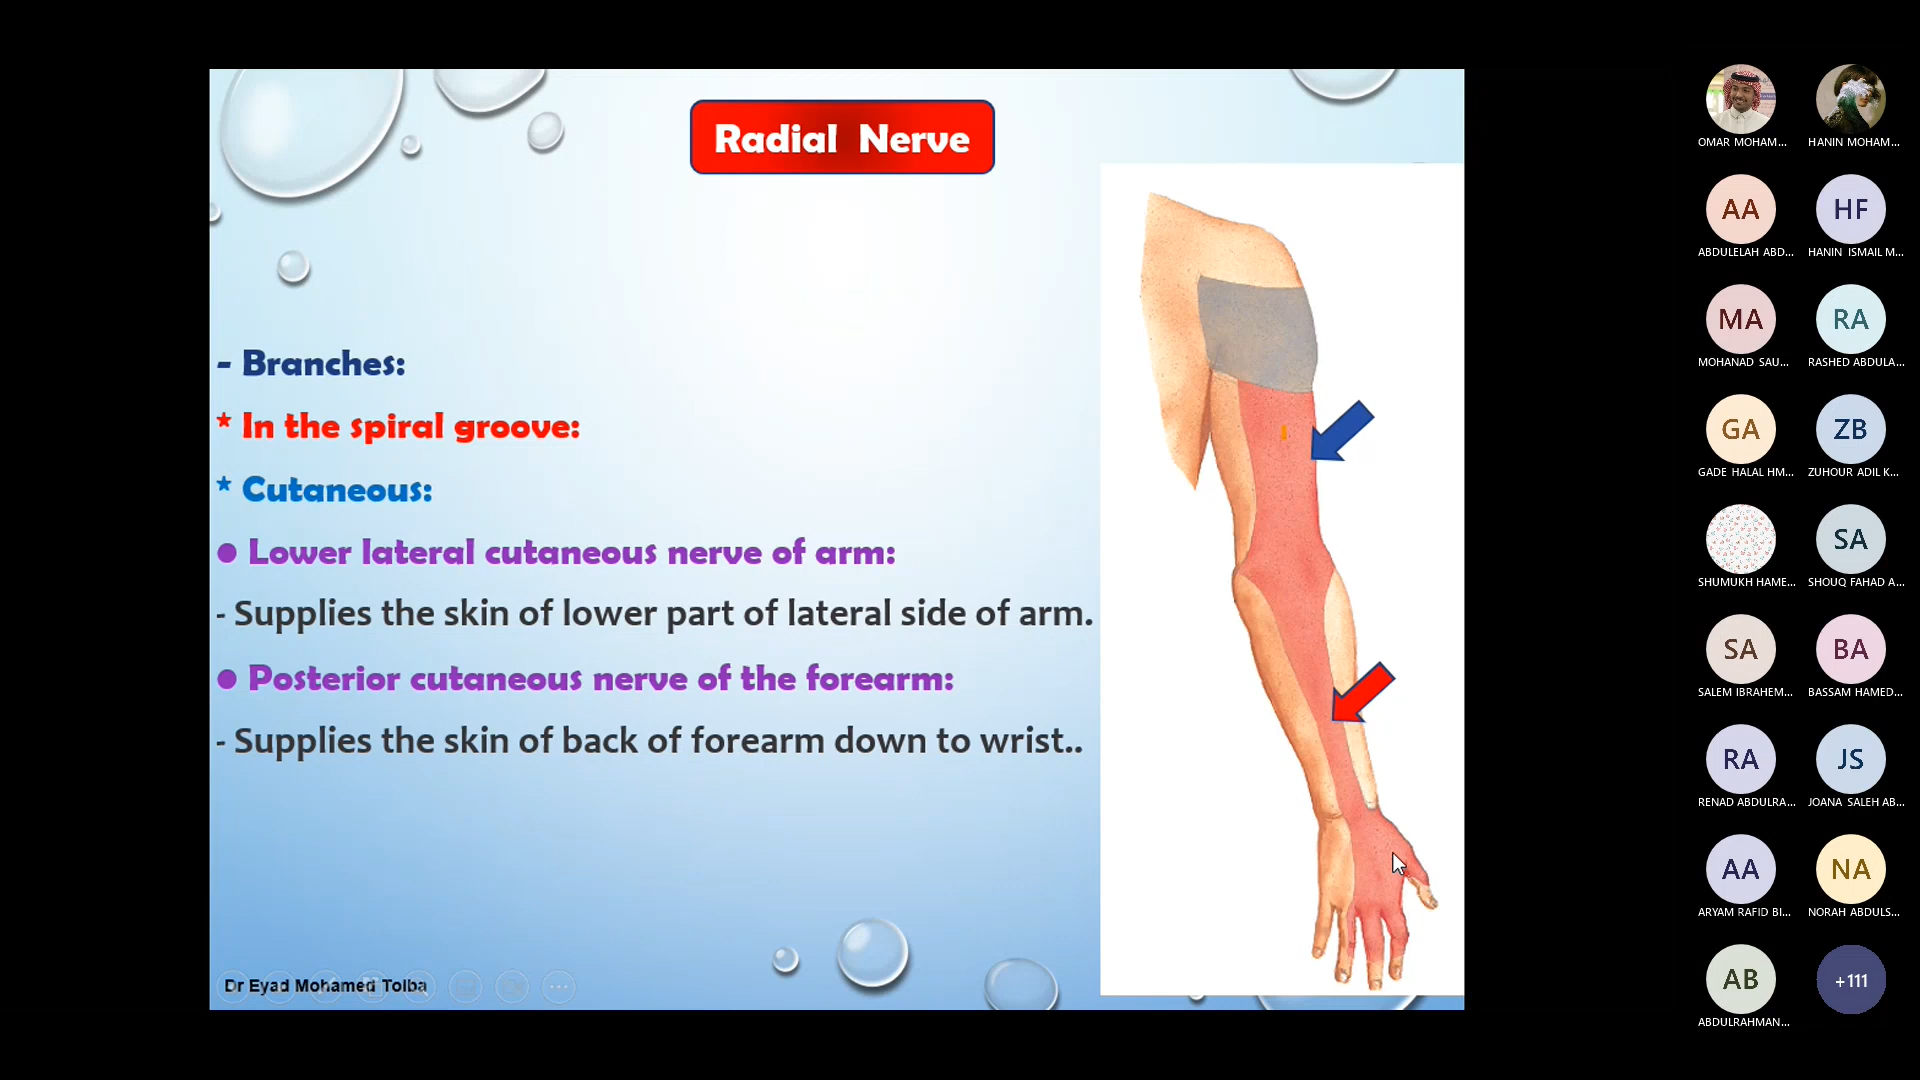 Radial Nerve
- Branches:
* In the spiral groove:
* Cutaneous:
● Lower lateral cutaneous nerve of arm:
- Supplies the skin of lower part of lateral side of arm.
● Posterior cutaneous nerve of the forearm:
- Supplies the skin of back of forearm down to wrist..
Dr Eyad Mohamed Tolba
OMAR MOHAM...
HANIN MOHAM...
AA
ABDULELAH ABD...
HF
HANIN ISMAIL M...
MA
MOHANAD SAU...
RA
RASHED ABDULA...
GA
GADE HALAL HM...
ZB
ZUHOUR ADIL K...
SHUMUKH HAME...
SA
SHOUQ FAHAD A...
SA
SALEM IBRAHEM...
BA
BASSAM HAMED...
RA
RENAD ABDULRA...
JS
JOANA SALEH AB...
AA
ARYAM RAFID BI...
NA
NORAH ABDULS...
AB
ABDULRAHMAN...
+111